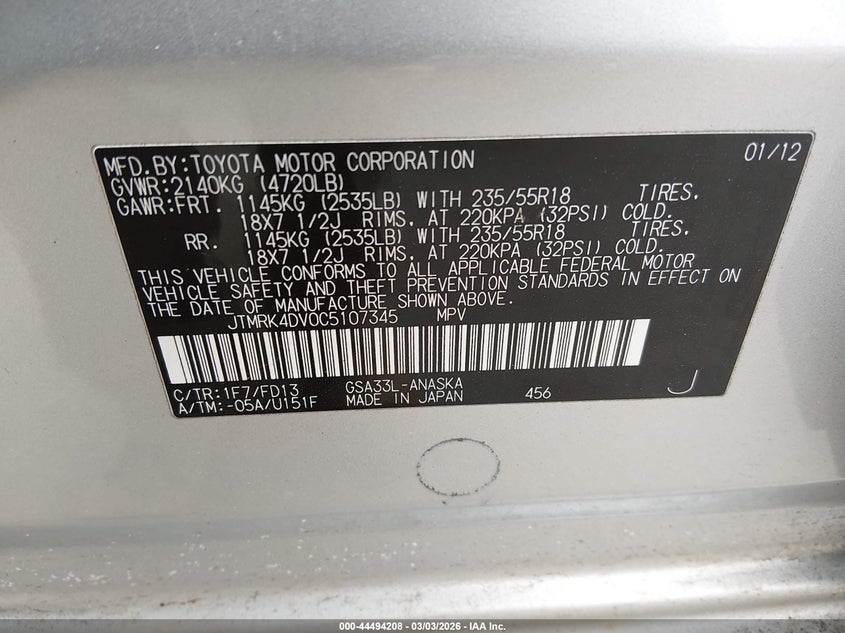 MFD.BY:TOYOTA MOTOR CORPORATION 01/12
GVWR:2140KG (4720LB)
GAWR:FRT. 1145KG (2535LB) WITH 235/55R18 TIRES,
18X7 1/2J RIMS, AT 220KPA (32PSI) COLD.
RR. 1145KG (2535LB) WITH 235/55R18 TIRES,
18X7 1/2J RIMS, AT 220KPA (32PSI) COLD.
THIS VEHICLE CONFORMS TO ALL APPLICABLE FEDERAL MOTOR
VEHICLE SAFETY AND THEFT PREVENTION STANDARDS IN EFFECT ON
THE DATE OF MANUFACTURE SHOWN ABOVE.
JTMRK4DV0C5107345 MPV
C/TR:1F7/FD13 GSA33L-ANASKA
A/TM:-05A/U151F MADE IN JAPAN 456 J
000-44494208 - 03/03/2026 - IAA Inc.